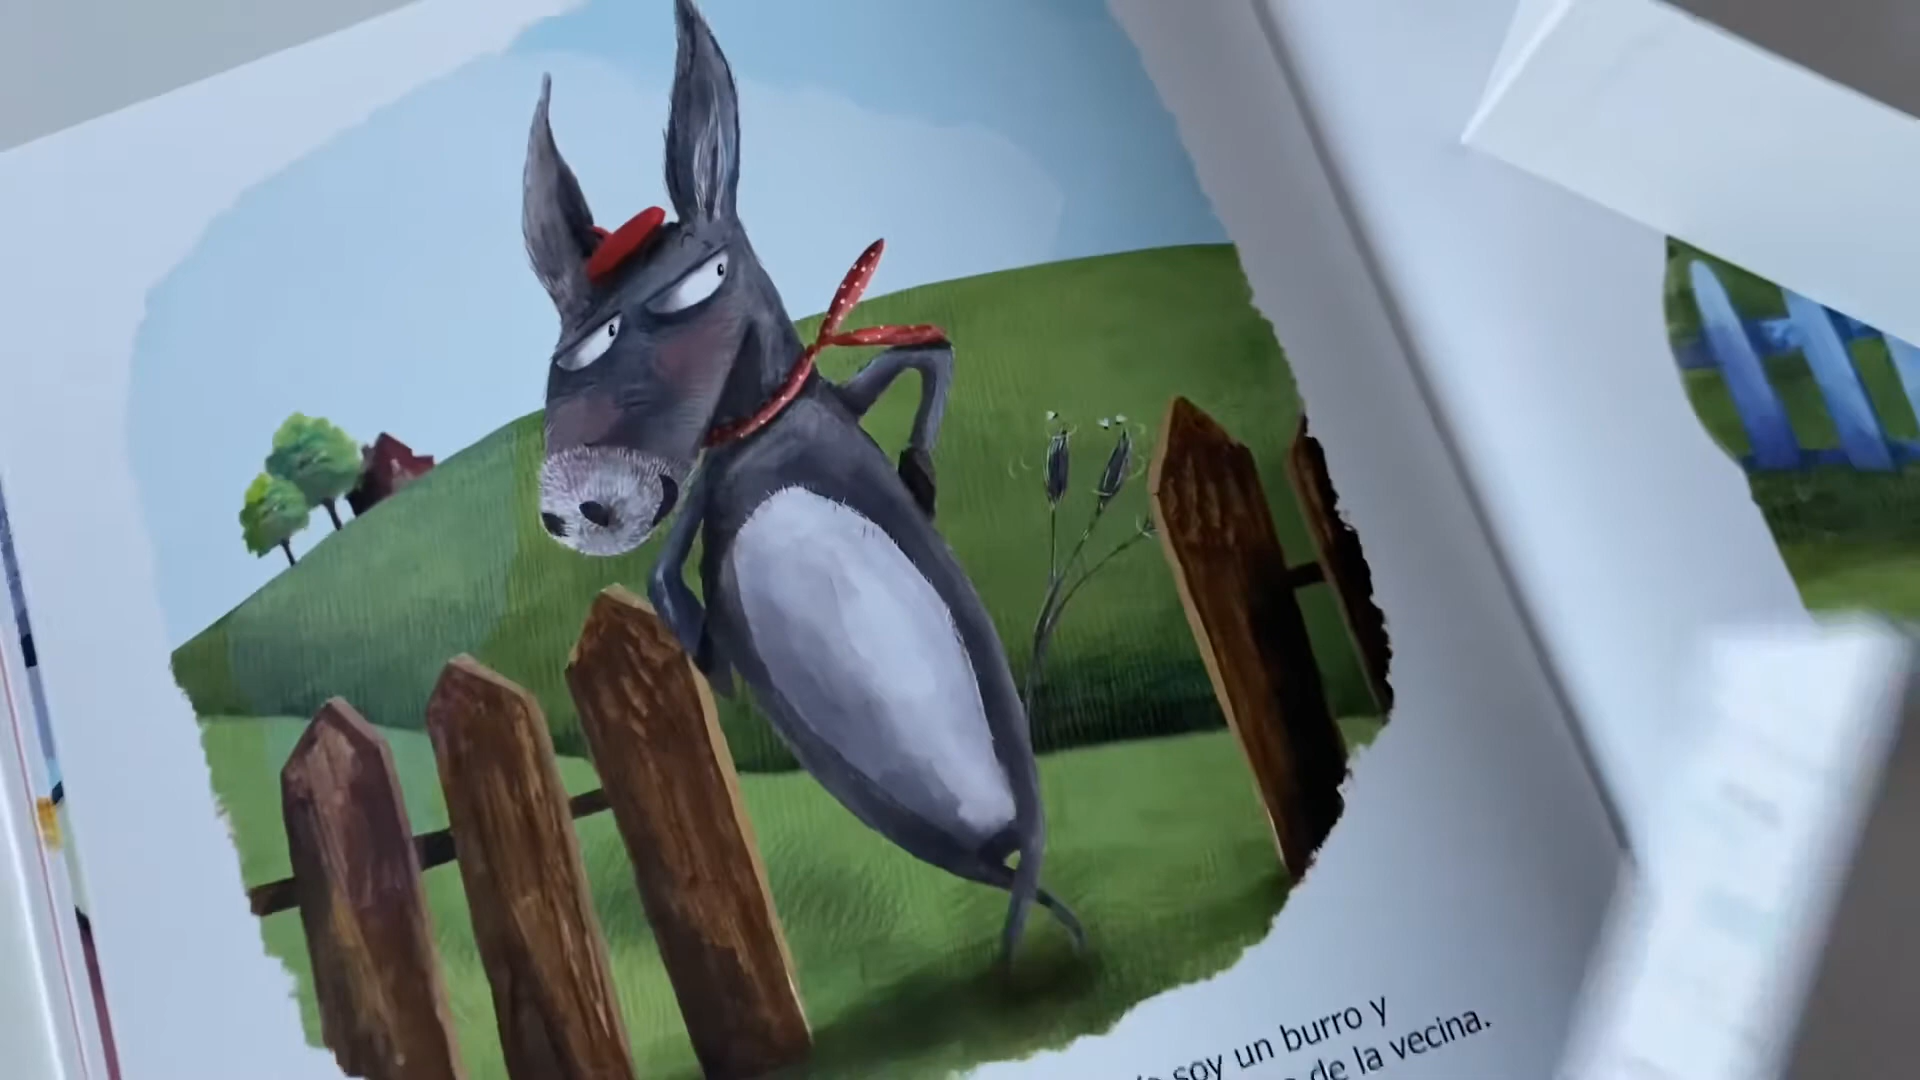 soy un burro y
de la vecina.